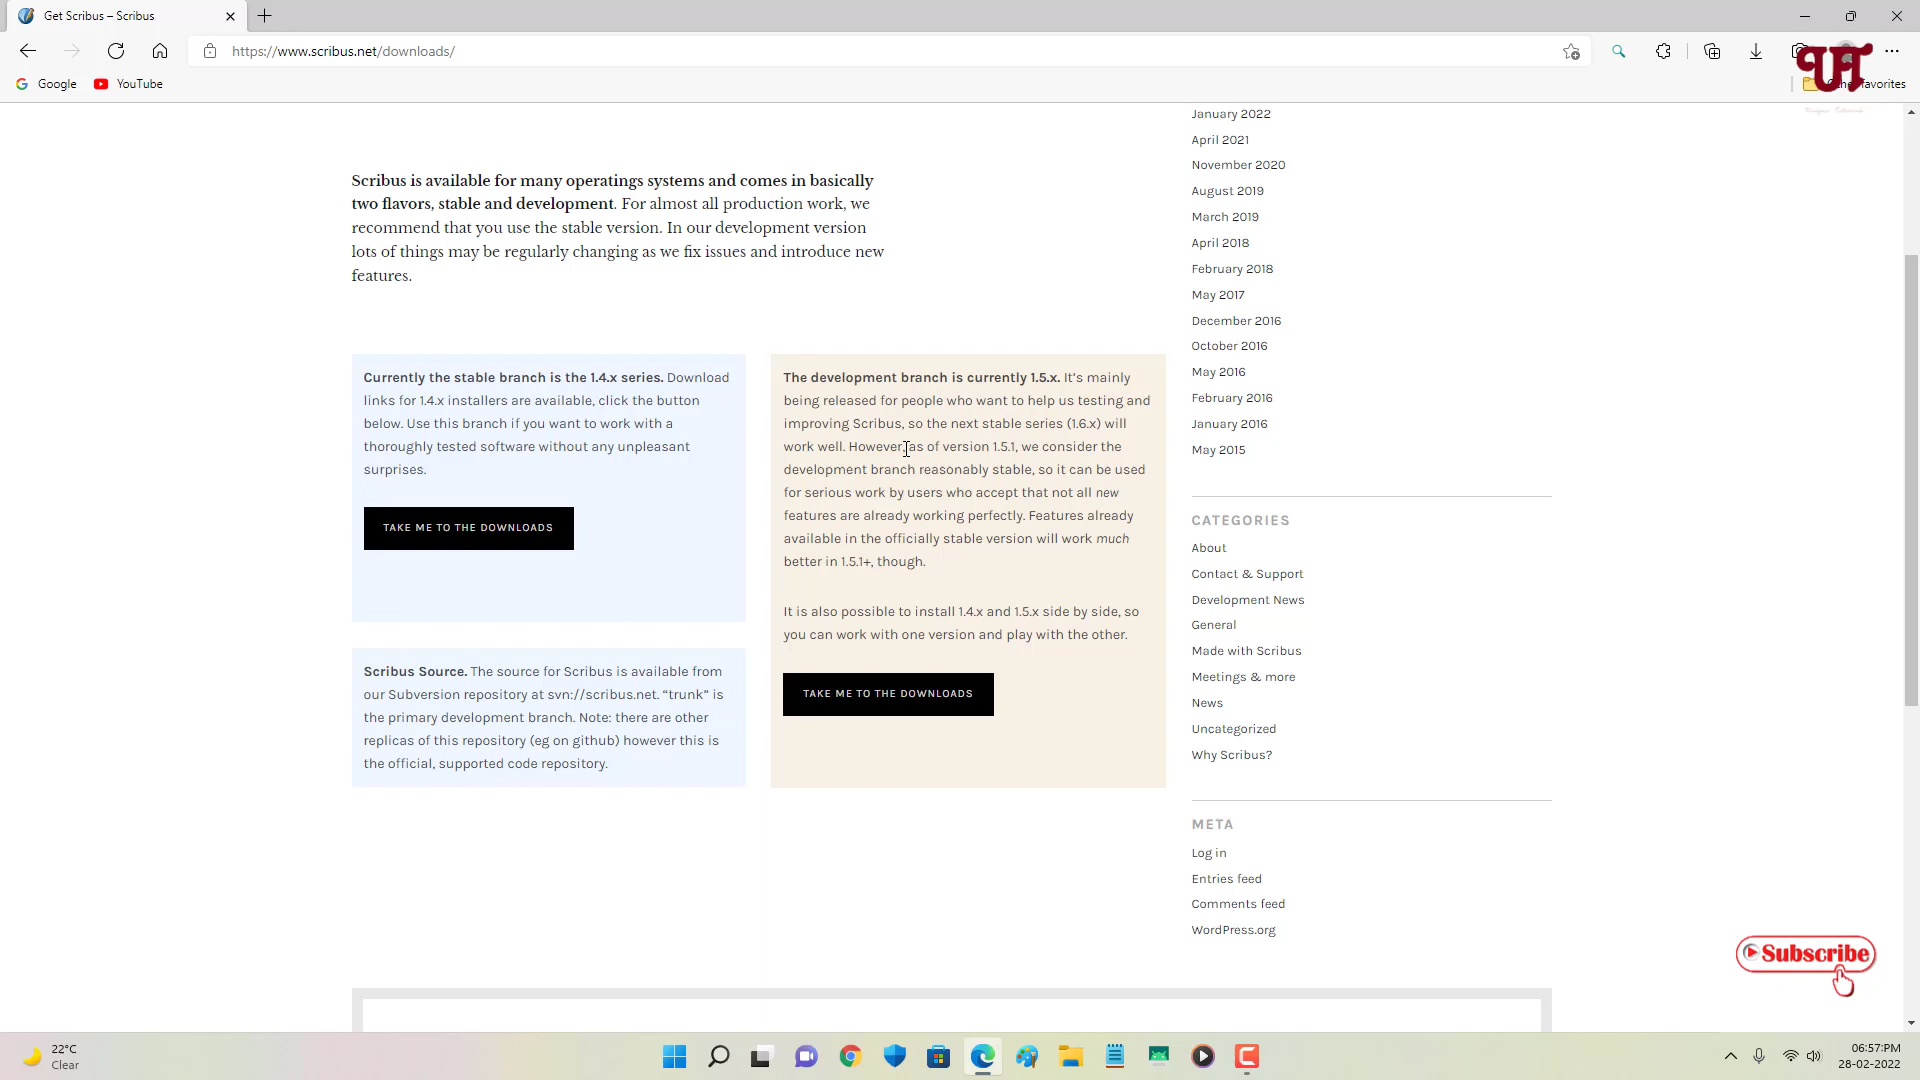 Get Scribus – Scribus
https://www.scribus.net/downloads/
Google
YouTube
favorites
Scribus is available for many operatings systems and comes in basically
two flavors, stable and development. For almost all production work, we
recommend that you use the stable version. In our development version
lots of things may be regularly changing as we fix issues and introduce new
features.
Currently the stable branch is the 1.4.x series. Download
links for 1.4.x installers are available, click the button
below. Use this branch if you want to work with a
thoroughly tested software without any unpleasant
surprises.
TAKE ME TO THE DOWNLOADS
Scribus Source. The source for Scribus is available from
our Subversion repository at svn://scribus.net. “trunk” is
the primary development branch. Note: there are other
replicas of this repository (eg on github) however this is
the official, supported code repository.
The development branch is currently 1.5.x. It’s mainly
being released for people who want to help us testing and
improving Scribus, so the next stable series (1.6.x) will
work well. However, as of version 1.5.1, we consider the
development branch reasonably stable, so it can be used
for serious work by users who accept that not all new
features are already working perfectly. Features already
available in the officially stable version will work much
better in 1.5.1+, though.
It is also possible to install 1.4.x and 1.5.x side by side, so
you can work with one version and play with the other.
TAKE ME TO THE DOWNLOADS
January 2022
April 2021
November 2020
August 2019
March 2019
April 2018
February 2018
May 2017
December 2016
October 2016
May 2016
February 2016
January 2016
May 2015
CATEGORIES
About
Contact & Support
Development News
General
Made with Scribus
Meetings & more
News
Uncategorized
Why Scribus?
META
Log in
Entries feed
Comments feed
WordPress.org
Subscribe
22°C
Clear
06:57:PM
28-02-2022